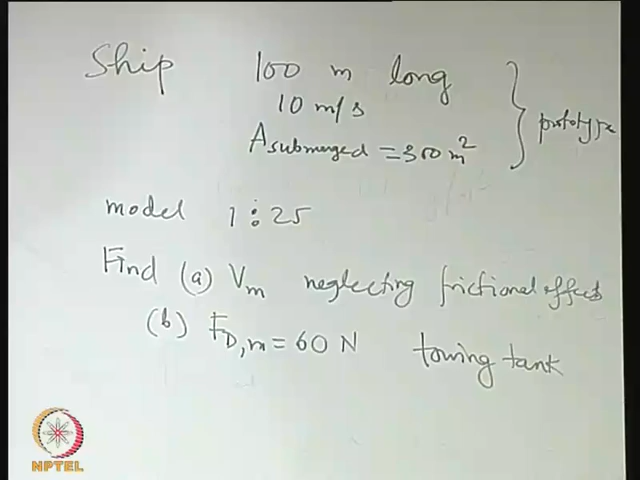 Ship 100 m long
10 m/s
A submerged = 300 m²
prototype
model 1 : 25
Find (a) Vm neglecting frictional effects
(b) FD,m = 60 N towing tank
NPTEL